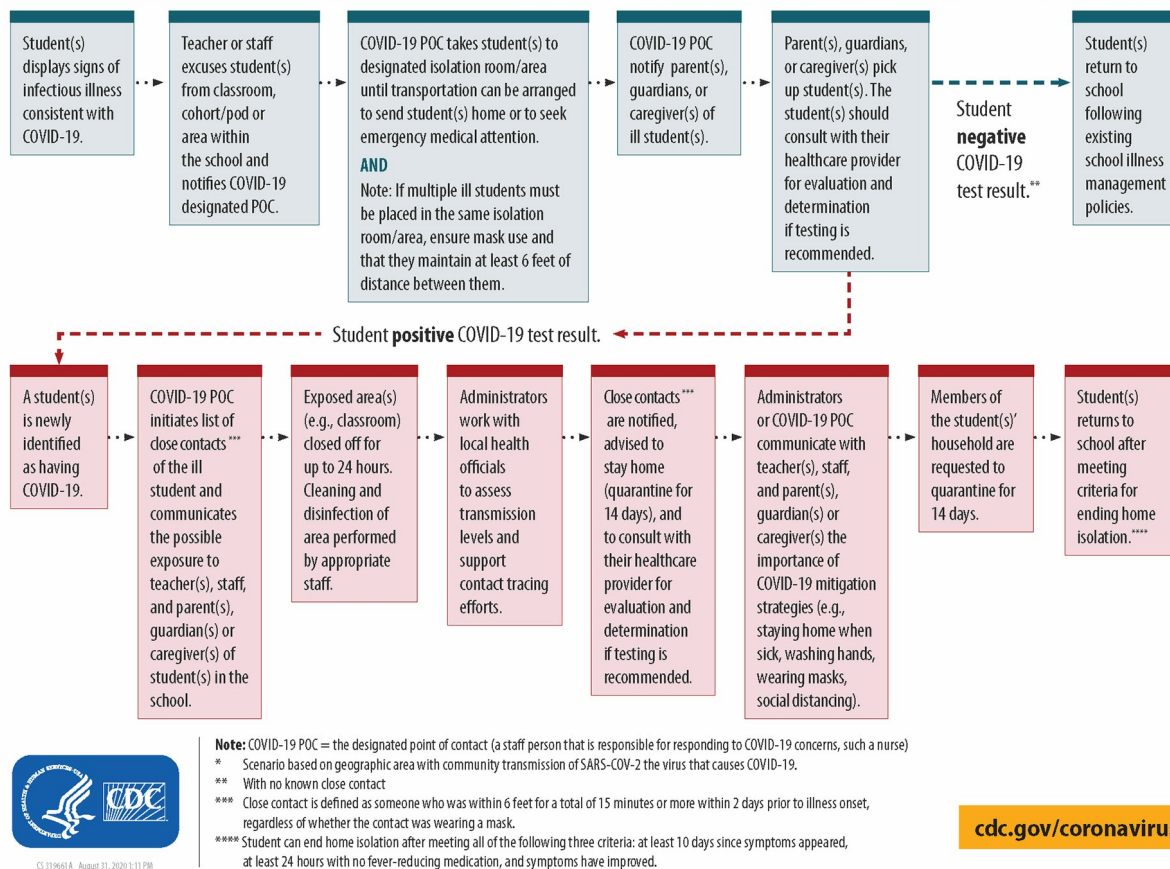 Student(s)
displays signs of
infectious illness
consistent with
COVID-19.
Teacher or staff
excuses student(s)
from classroom,
cohort/pod or
area within
the school and
notifies COVID-19
designated POC.
COVID-19 POC takes student(s) to
designated isolation room/area
until transportation can be arranged
to send student(s) home or to seek
emergency medical attention.
AND
Note: If multiple ill students must
be placed in the same isolation
room/area, ensure mask use and
that they maintain at least 6 feet of
distance between them.
COVID-19 POC
notify parent(s),
guardians, or
caregiver(s) of
ill student(s).
Parent(s), guardians,
or caregiver(s) pick
up student(s). The
student(s) should
consult with their
healthcare provider
for evaluation and
determination
if testing is
recommended.
Student
negative
COVID-19
test result.**
Student(s)
return to
school
following
existing
school illness
management
policies.
Student positive COVID-19 test result.
A student(s)
is newly
identified
as having
COVID-19.
COVID-19 POC
initiates list of
close contacts***
of the ill
student and
communicates
the possible
exposure to
teacher(s), staff,
and parent(s),
guardian(s) or
caregiver(s) of
student(s) in the
school.
Exposed area(s)
(e.g., classroom)
closed off for
up to 24 hours.
Cleaning and
disinfection of
area performed
by appropriate
staff.
Administrators
work with
local health
officials
to assess
transmission
levels and
support
contact tracing
efforts.
Close contacts***
are notified,
advised to
stay home
(quarantine for
14 days), and
to consult with
their healthcare
provider for
evaluation and
determination
if testing is
recommended.
Administrators
or COVID-19 POC
communicate with
teacher(s), staff,
and parent(s),
guardian(s) or
caregiver(s) the
importance of
COVID-19 mitigation
strategies (e.g.,
staying home when
sick, washing hands,
wearing masks,
social distancing).
Members of
the student(s)'
household are
requested to
quarantine for
14 days.
Student(s)
returns to
school after
meeting
criteria for
ending home
isolation.****
Note: COVID-19 POC = the designated point of contact (a staff person that is responsible for responding to COVID-19 concerns, such a nurse)
* Scenario based on geographic area with community transmission of SARS-COV-2 the virus that causes COVID-19.
** With no known close contact
*** Close contact is defined as someone who was within 6 feet for a total of 15 minutes or more within 2 days prior to illness onset,
regardless of whether the contact was wearing a mask.
**** Student can end home isolation after meeting all of the following three criteria: at least 10 days since symptoms appeared,
at least 24 hours with no fever-reducing medication, and symptoms have improved.
DEPARTMENT OF HEALTH & HUMAN SERVICES·USA
CDC
CS 319661A August 31, 2020 1:11 PM
cdc.gov/coronavirus